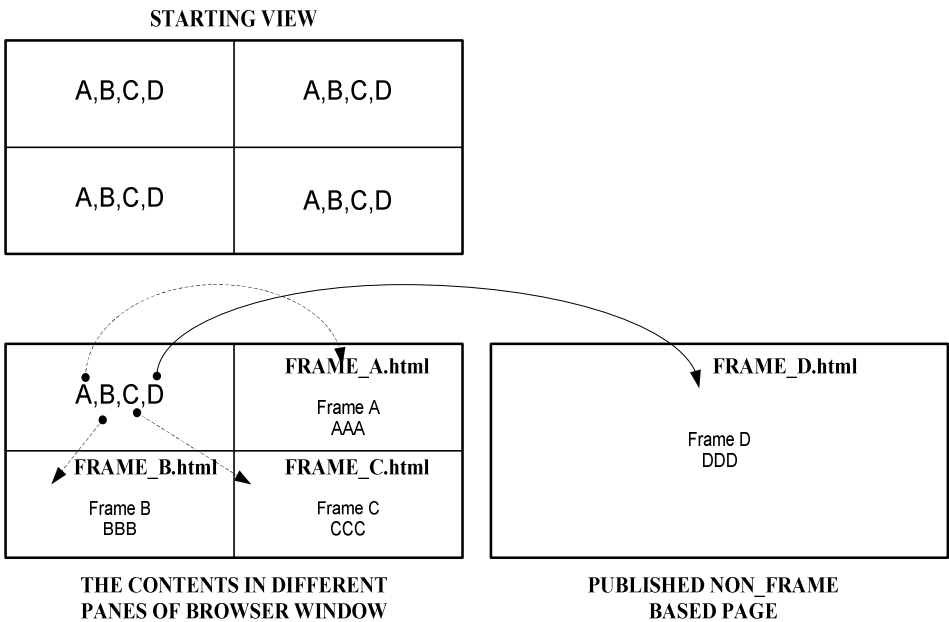 STARTING VIEW
A,B,C,D
A,B,C,D
A,B,C,D
A,B,C,D
A,B,C,D
FRAME_A.html
Frame A
AAA
FRAME_B.html
Frame B
BBB
FRAME_C.html
Frame C
CCC
THE CONTENTS IN DIFFERENT
PANES OF BROWSER WINDOW
FRAME_D.html
Frame D
DDD
PUBLISHED NON_FRAME
BASED PAGE